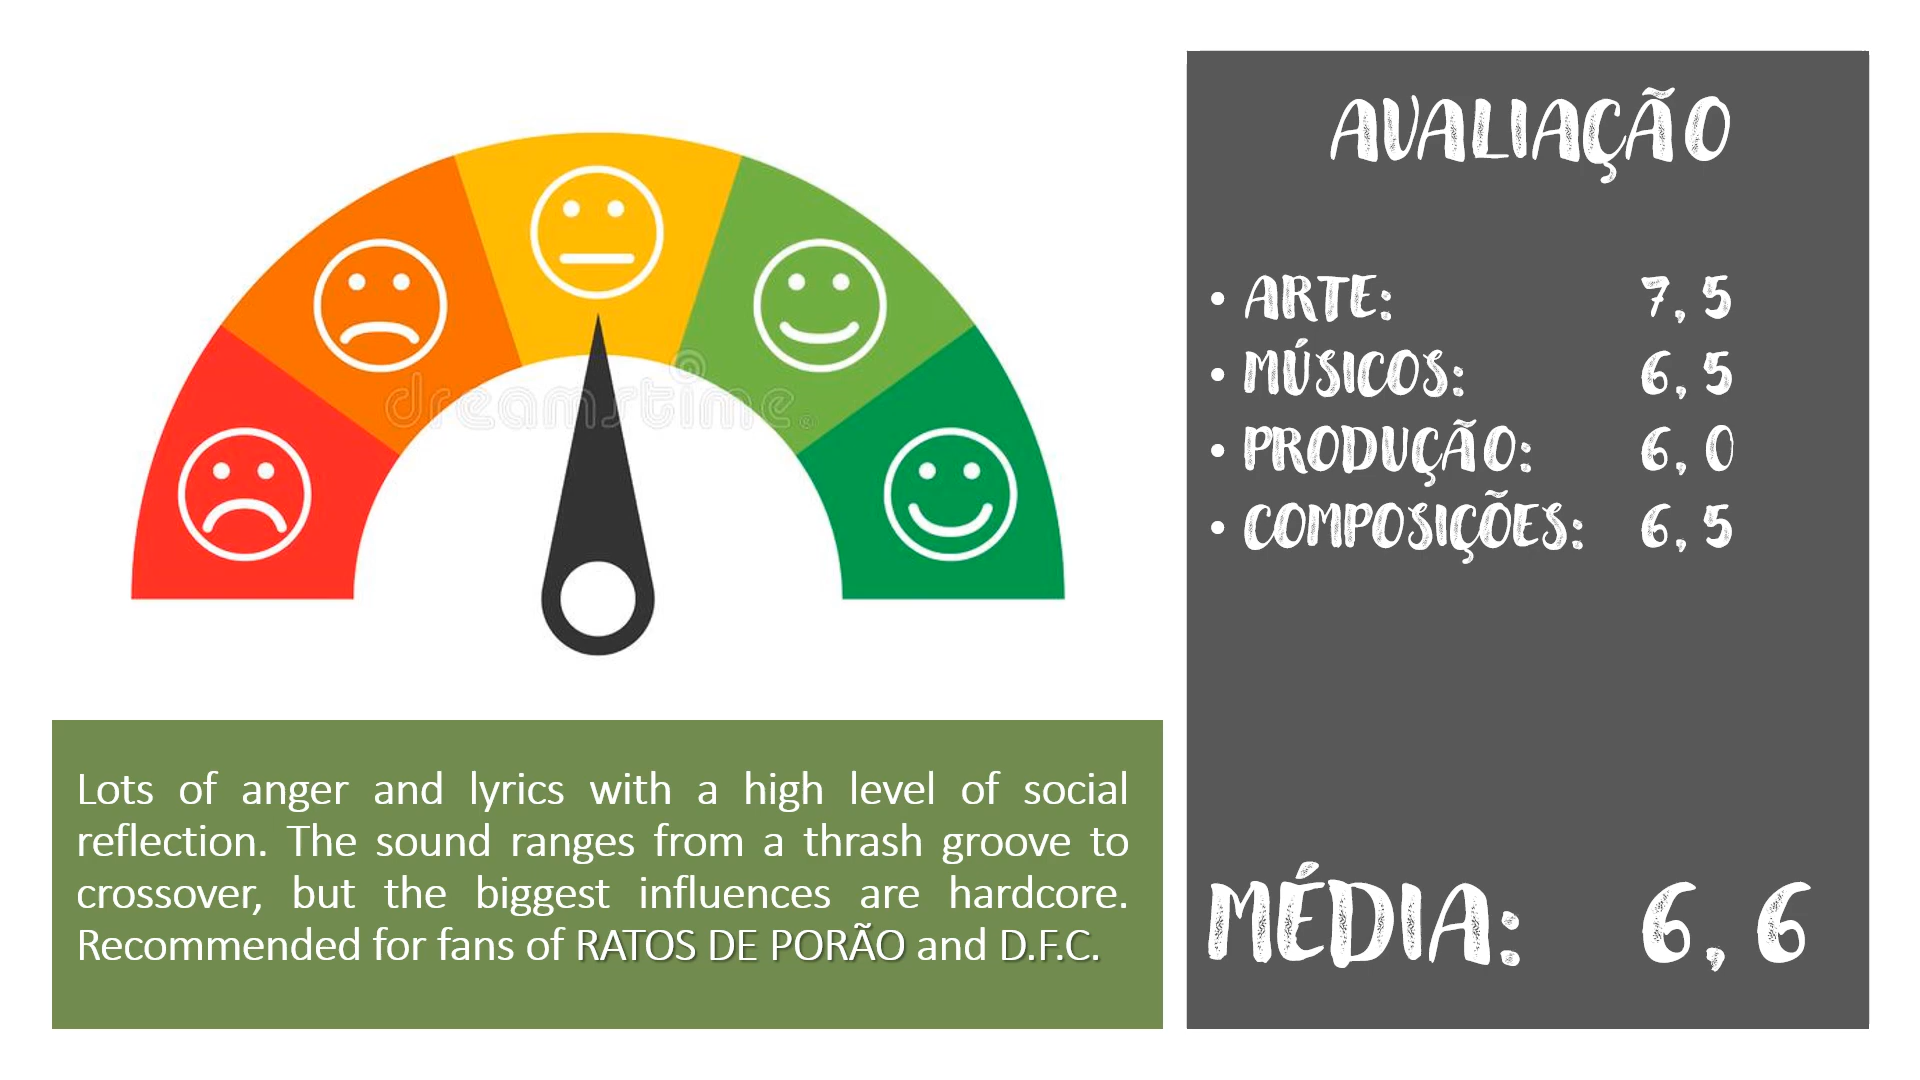 AVALIAÇÃO
• ARTE: 7,5
• MÚSICOS: 6,5
• PRODUÇÃO: 6,0
• COMPOSIÇÕES: 6,5
MÉDIA: 6,6
dreamstime.
Lots of anger and lyrics with a high level of social
reflection. The sound ranges from a thrash groove to
crossover, but the biggest influences are hardcore.
Recommended for fans of RATOS DE PORÃO and D.F.C.